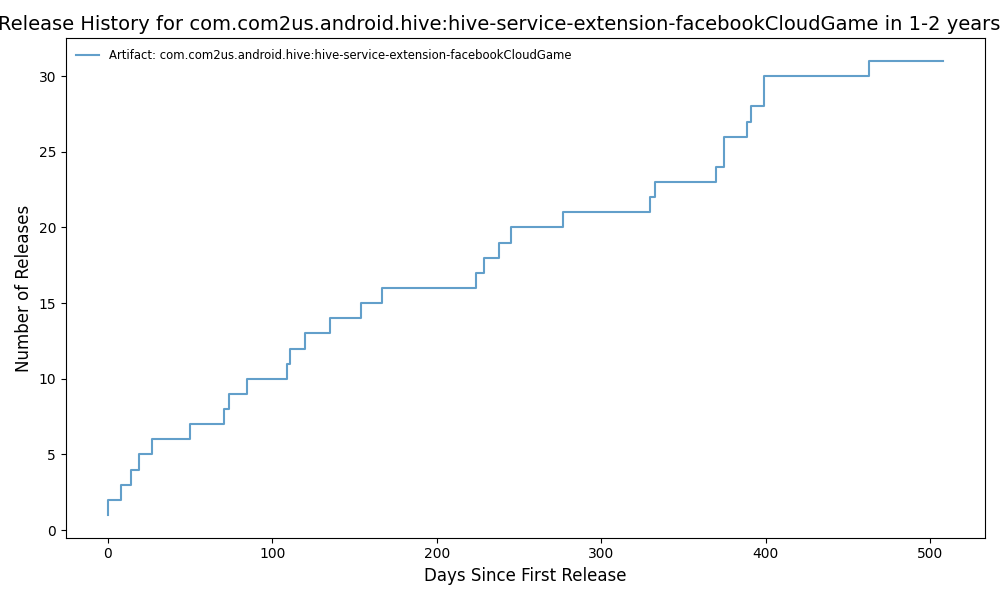 Release History for com.com2us.android.hive:hive-service-extension-facebookCloudGame in 1-2 years
Artifact: com.com2us.android.hive:hive-service-extension-facebookCloudGame
Number of Releases
30
25
20
15
10
5
0
0 100 200 300 400 500
Days Since First Release